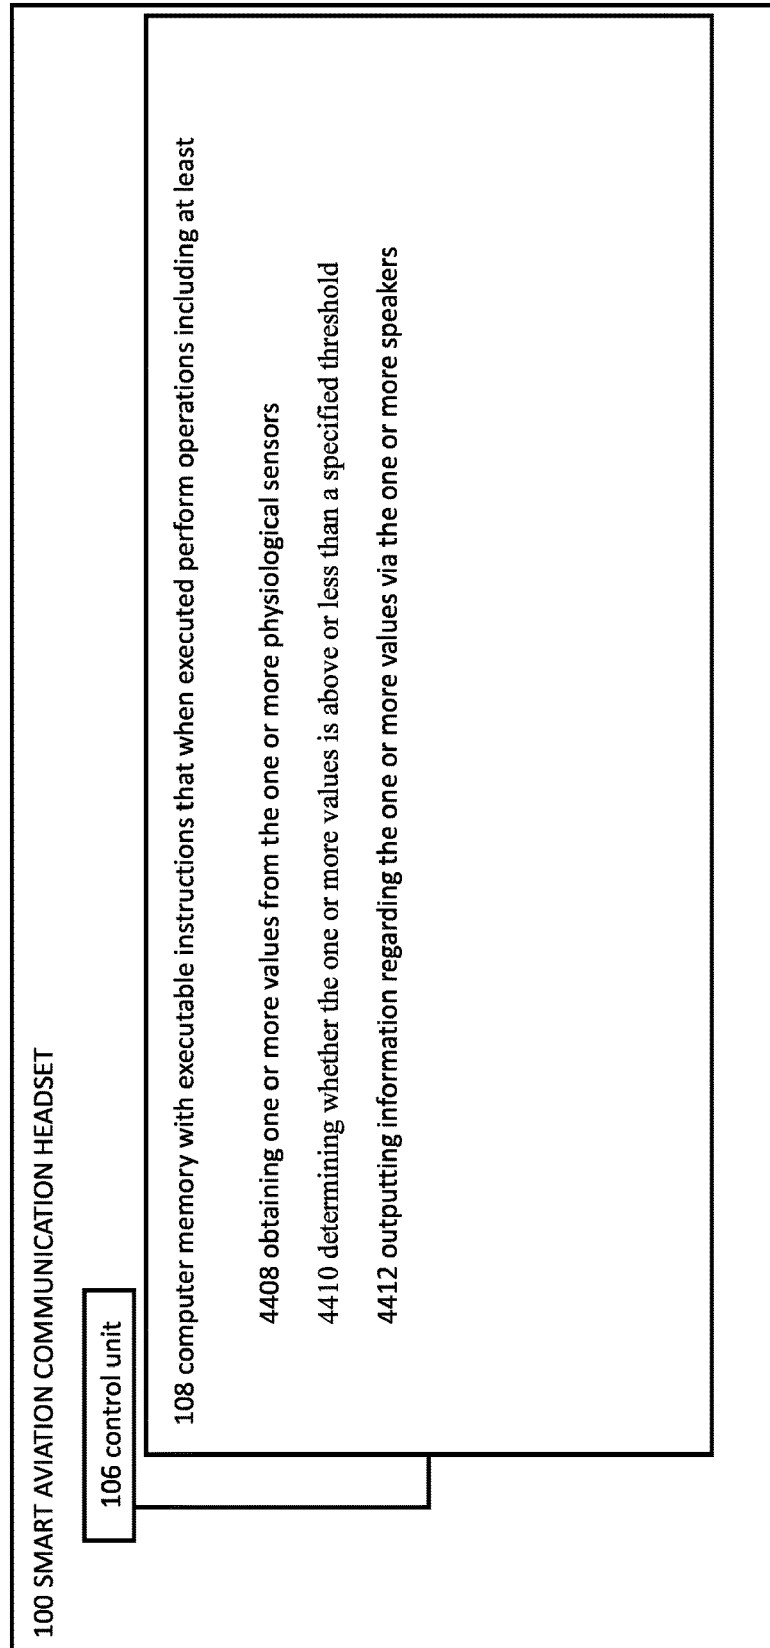 100 SMART AVIATION COMMUNICATION HEADSET
106 control unit
108 computer memory with executable instructions that when executed perform operations including at least
4408 obtaining one or more values from the one or more physiological sensors
4410 determining whether the one or more values is above or less than a specified threshold
4412 outputting information regarding the one or more values via the one or more speakers